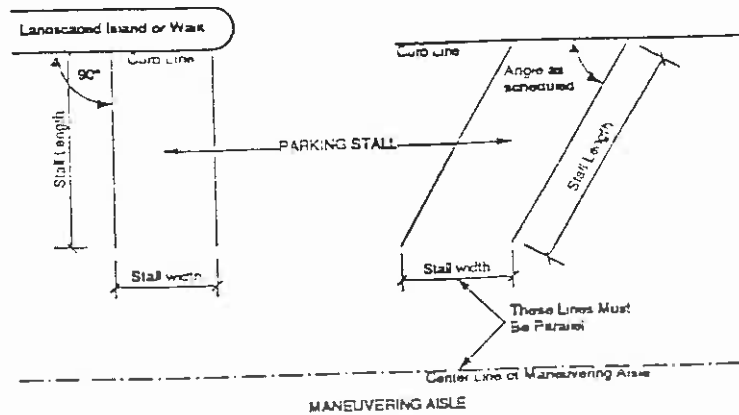 Landscaped Island or Walk
Curb Line
90°
Stall Length
Stall width
PARKING STALL
Curb Line
Angle as
scheduled
Stall Length
Stall width
These Lines Must
Be Parallel
Center Line of Maneuvering Aisle
MANEUVERING AISLE